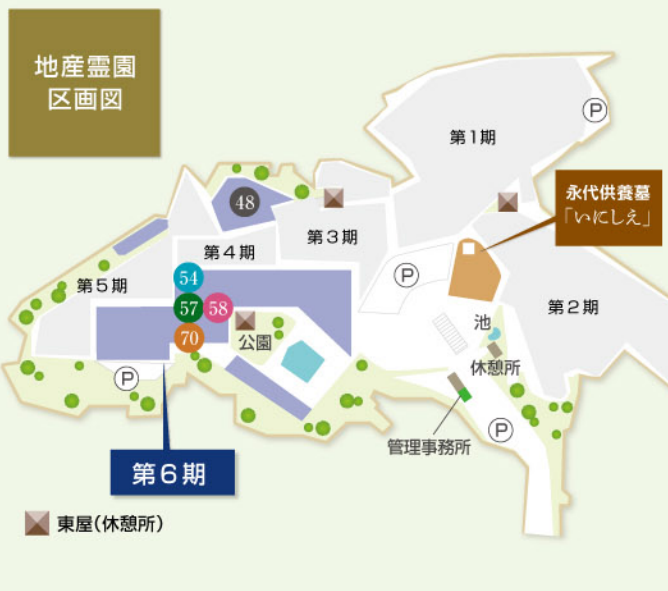 地産霊園
区画図
第1期
P
永代供養墓
「いにしえ」
48
第3期
第4期
P
第5期
54
57
58
70
公園
池
第2期
休憩所
P
管理事務所
P
第6期
東屋(休憩所)